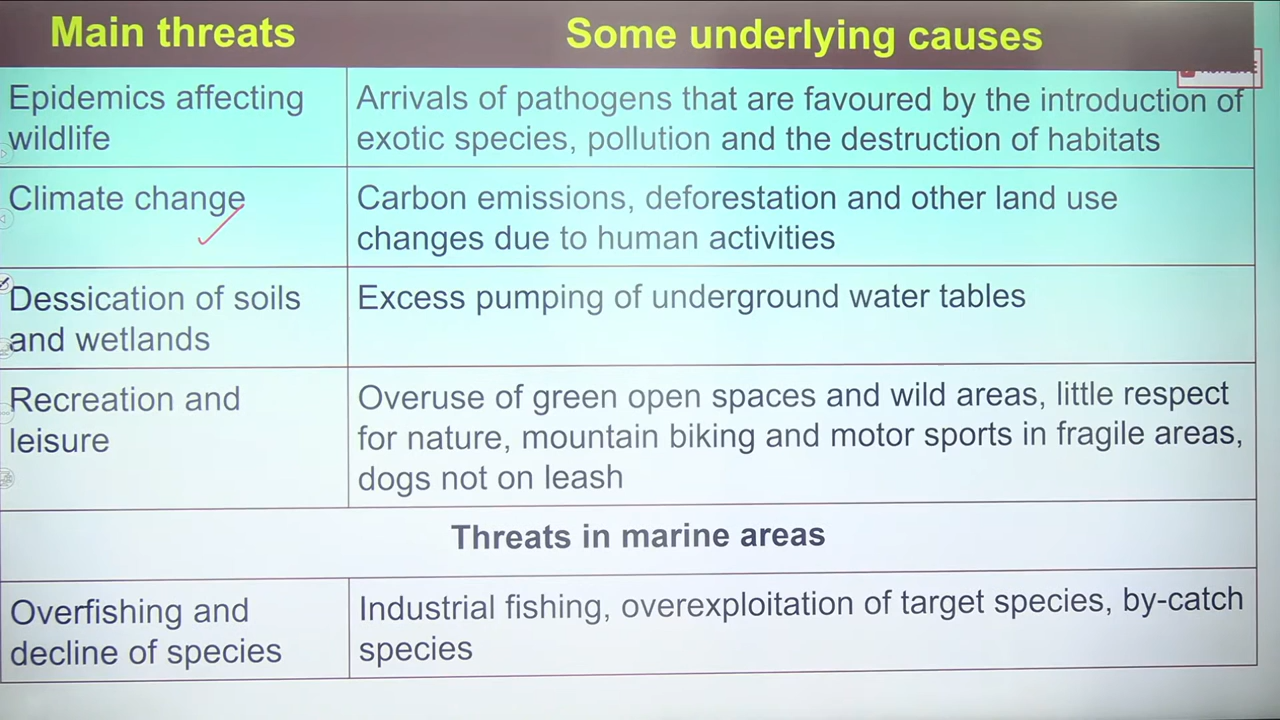 Main threats
Some underlying causes
Epidemics affecting
wildlife
Arrivals of pathogens that are favoured by the introduction of
exotic species, pollution and the destruction of habitats
Climate change
Carbon emissions, deforestation and other land use
changes due to human activities
Dessication of soils
and wetlands
Excess pumping of underground water tables
Recreation and
leisure
Overuse of green open spaces and wild areas, little respect
for nature, mountain biking and motor sports in fragile areas,
dogs not on leash
Threats in marine areas
Overfishing and
decline of species
Industrial fishing, overexploitation of target species, by-catch
species